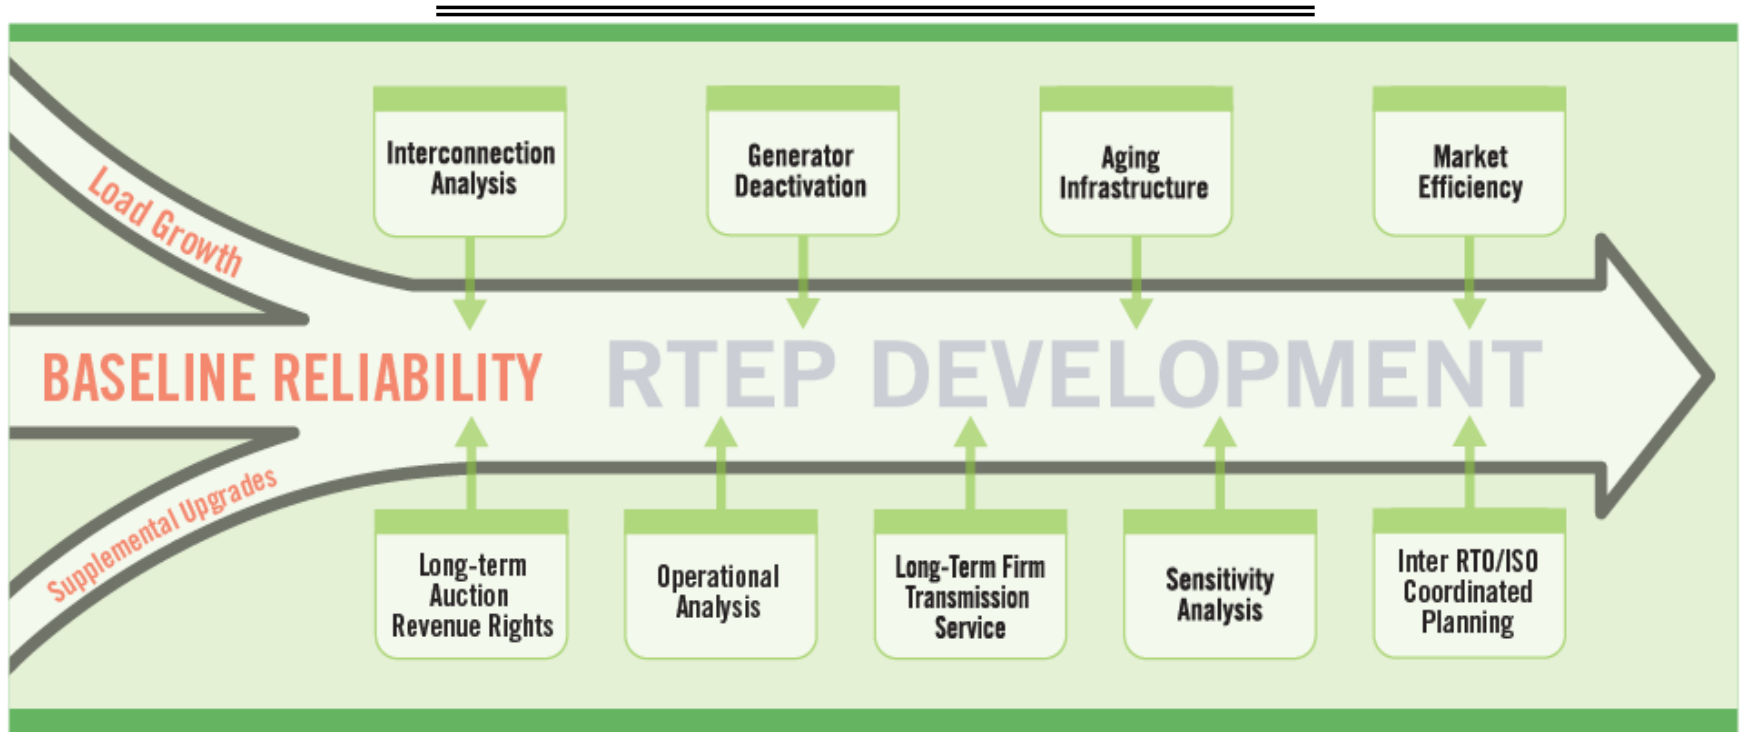 Interconnection
Analysis
Generator
Deactivation
Aging
Infrastructure
Market
Efficiency
Load Growth
BASELINE RELIABILITY
RTEP DEVELOPMENT
Supplemental Upgrades
Long-term
Auction
Revenue Rights
Operational
Analysis
Long-Term Firm
Transmission
Service
Sensitivity
Analysis
Inter RTO/ISO
Coordinated
Planning